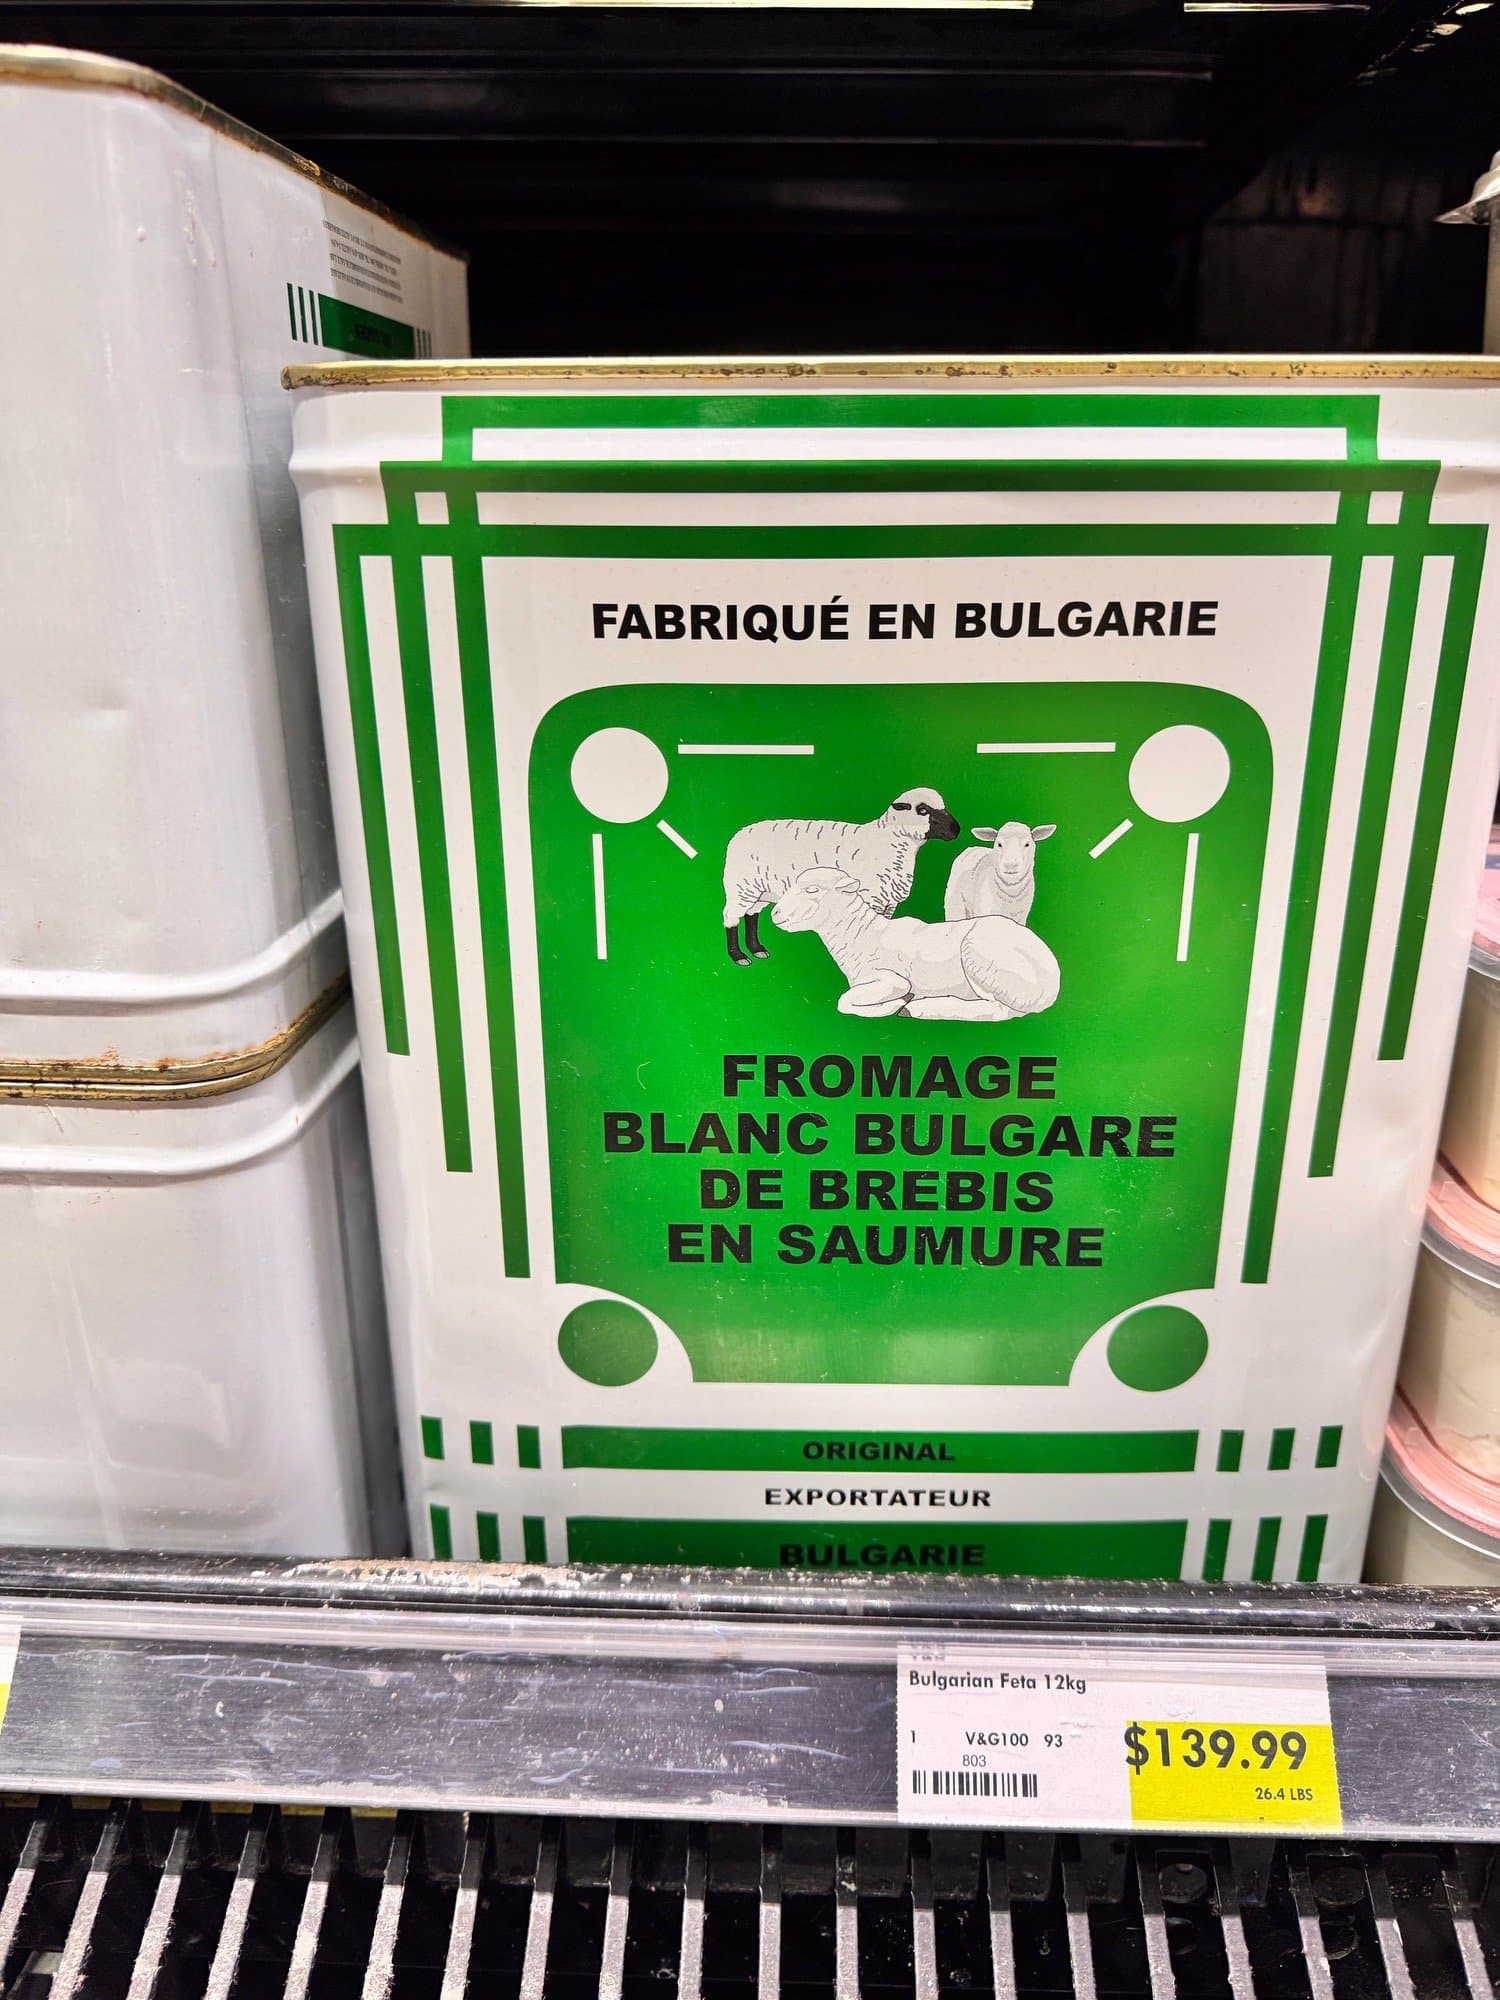 FABRIQUÉ EN BULGARIE
FROMAGE
BLANC BULGARE
DE BREBIS
EN SAUMURE
ORIGINAL
EXPORTATEUR
BULGARIE
Bulgarian Feta 12kg
1 V&G100 93
803
$139.99
26.4 LBS